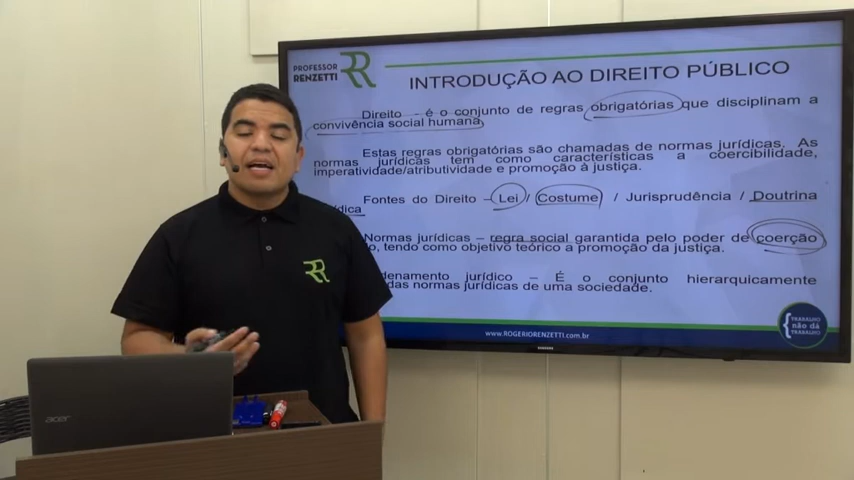 PROFESSOR
RENZETTI
INTRODUÇÃO AO DIREITO PÚBLICO
Direito - é o conjunto de regras obrigatórias que disciplinam a
convivência social humana
Estas regras obrigatórias são chamadas de normas jurídicas. As
normas jurídicas tem como características a coercibilidade,
imperatividade/atributividade e promoção à justiça.
Fontes do Direito – Lei / Costume / Jurisprudência / Doutrina
rídica
Normas jurídicas – regra social garantida pelo poder de coerção
o, tendo como objetivo teórico a promoção da justiça.
denamento jurídico – É o conjunto hierarquicamente
das normas jurídicas de uma sociedade.
www.ROGERIORENZETTI.com.br
TRABALHO
não dá
TRABALHO
acer